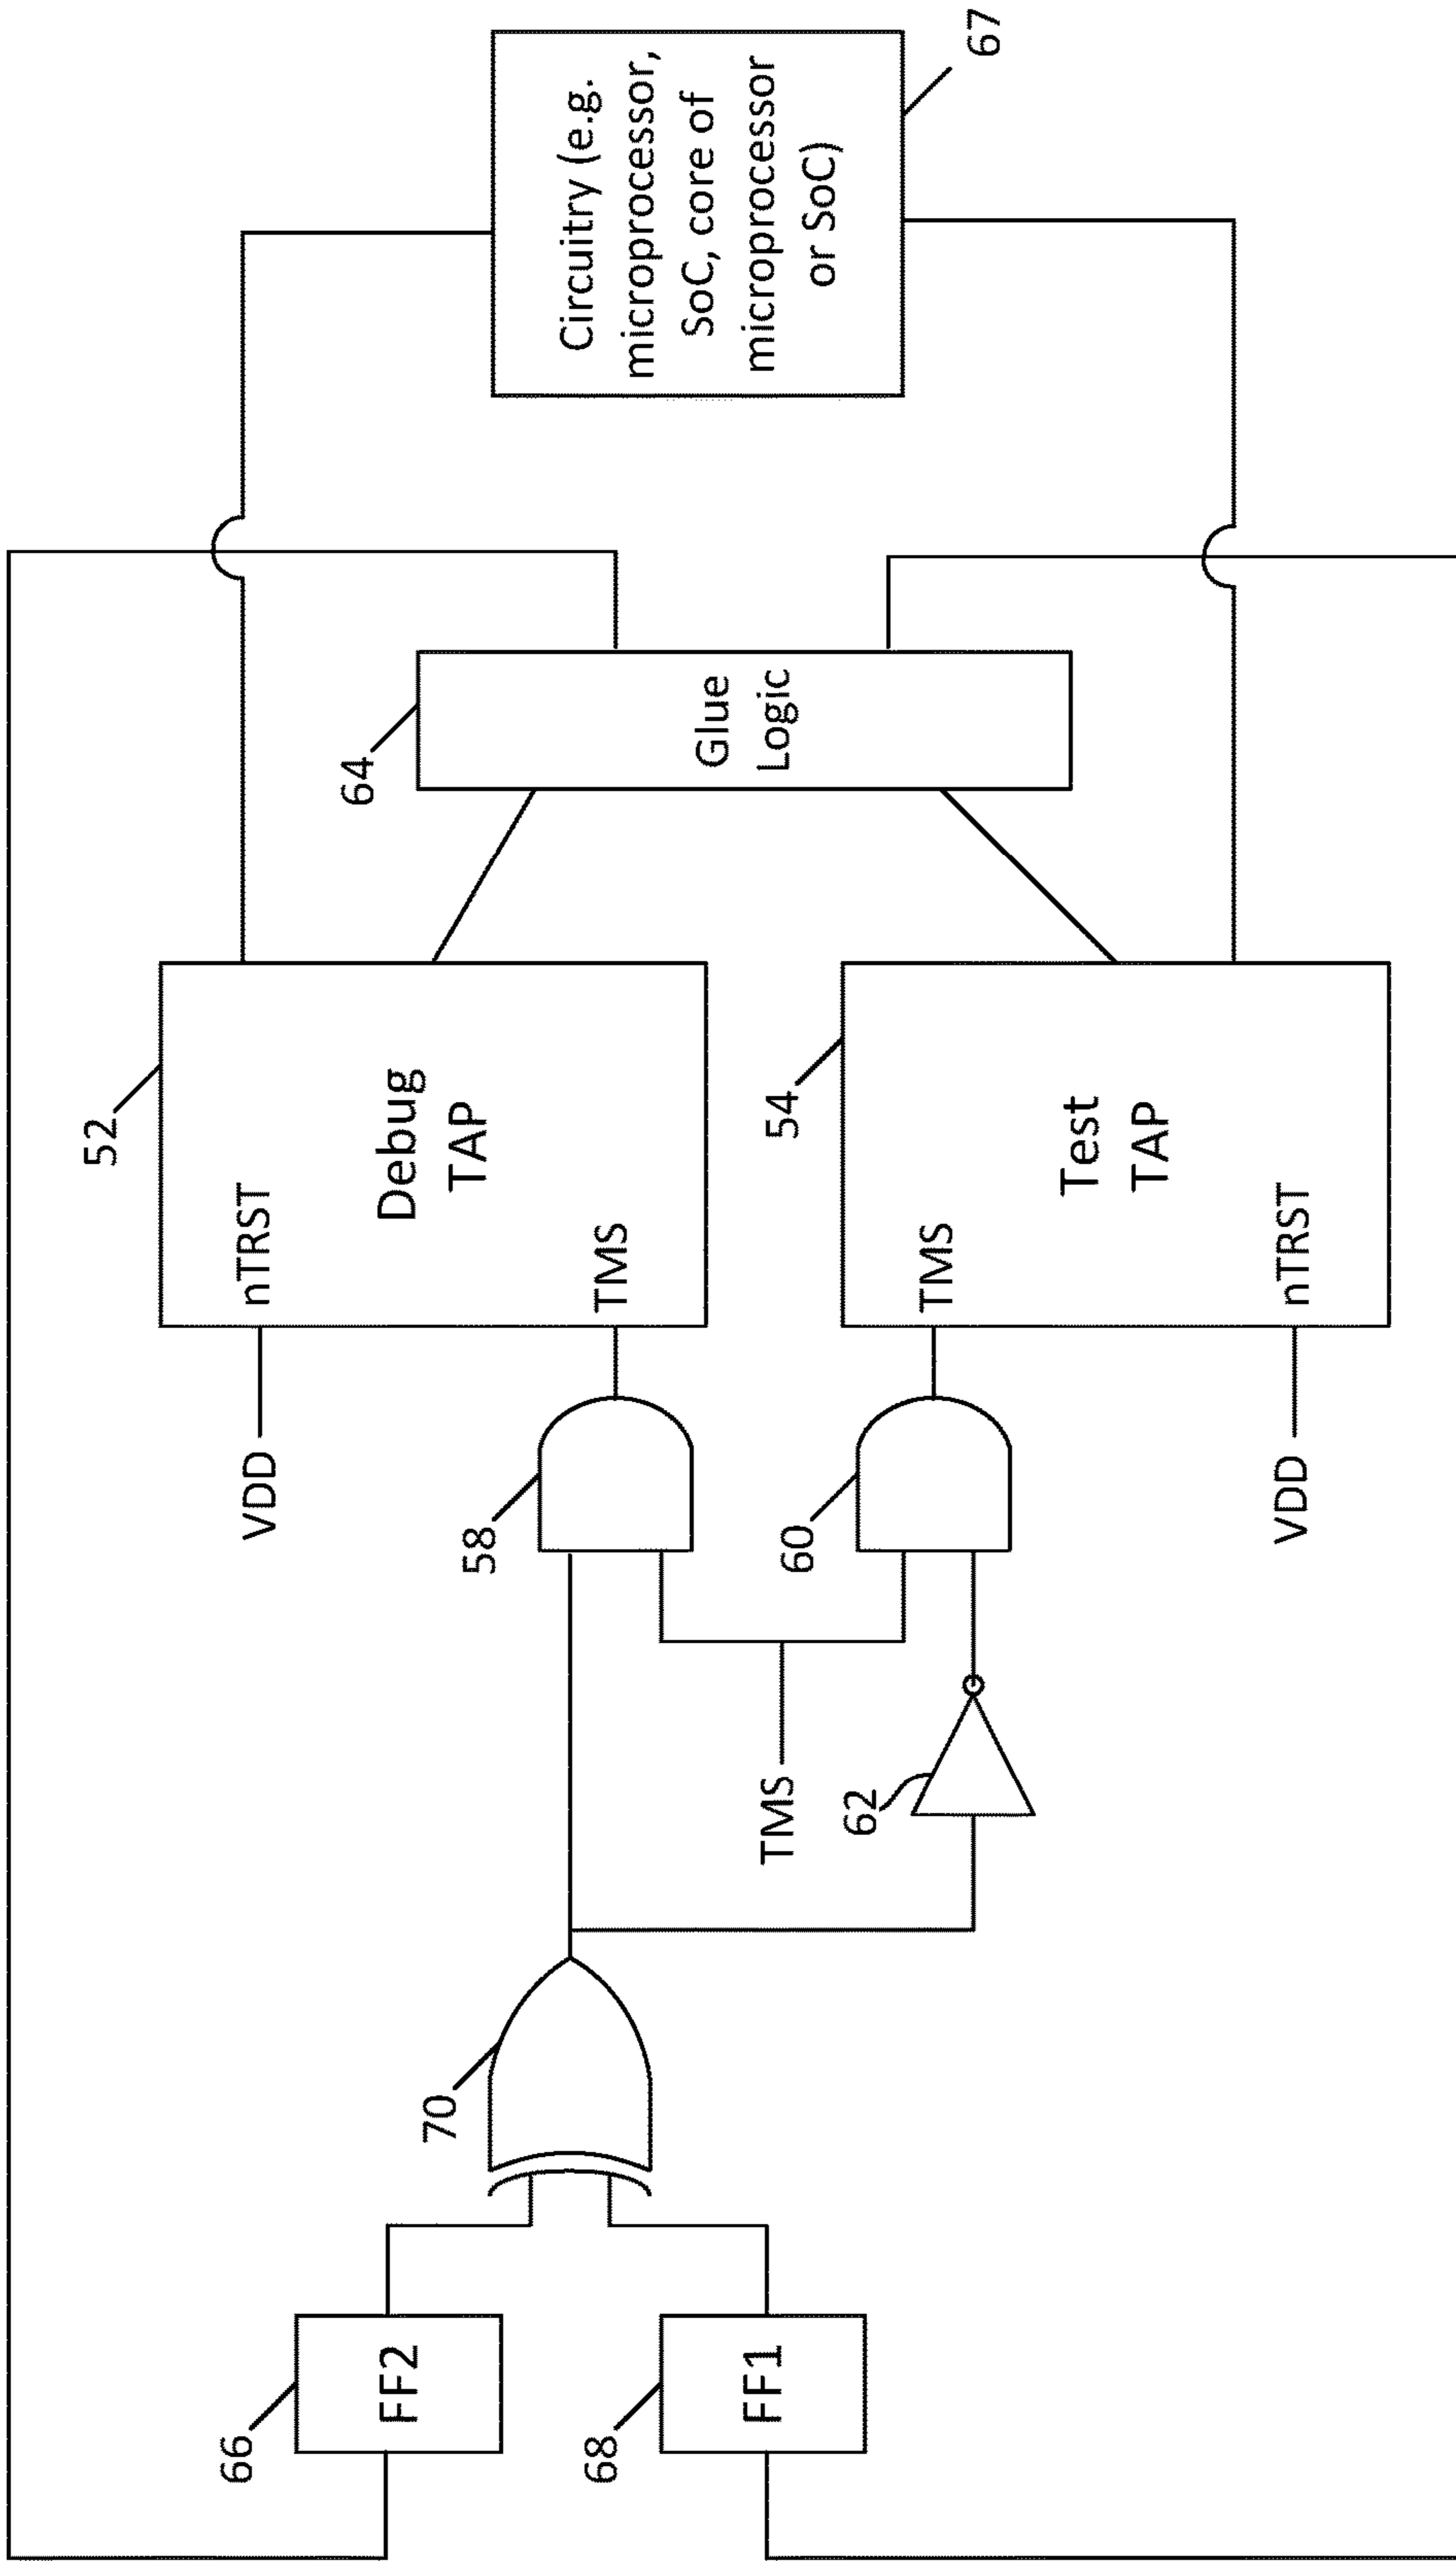 66
FF2
68
FF1
70
TMS
62
58
60
VDD
VDD
52
nTRST
Debug
TAP
TMS
54
TMS
Test
TAP
nTRST
64
Glue
Logic
Circuitry (e.g.
microprocessor,
SoC, core of
microprocessor
or SoC)
67